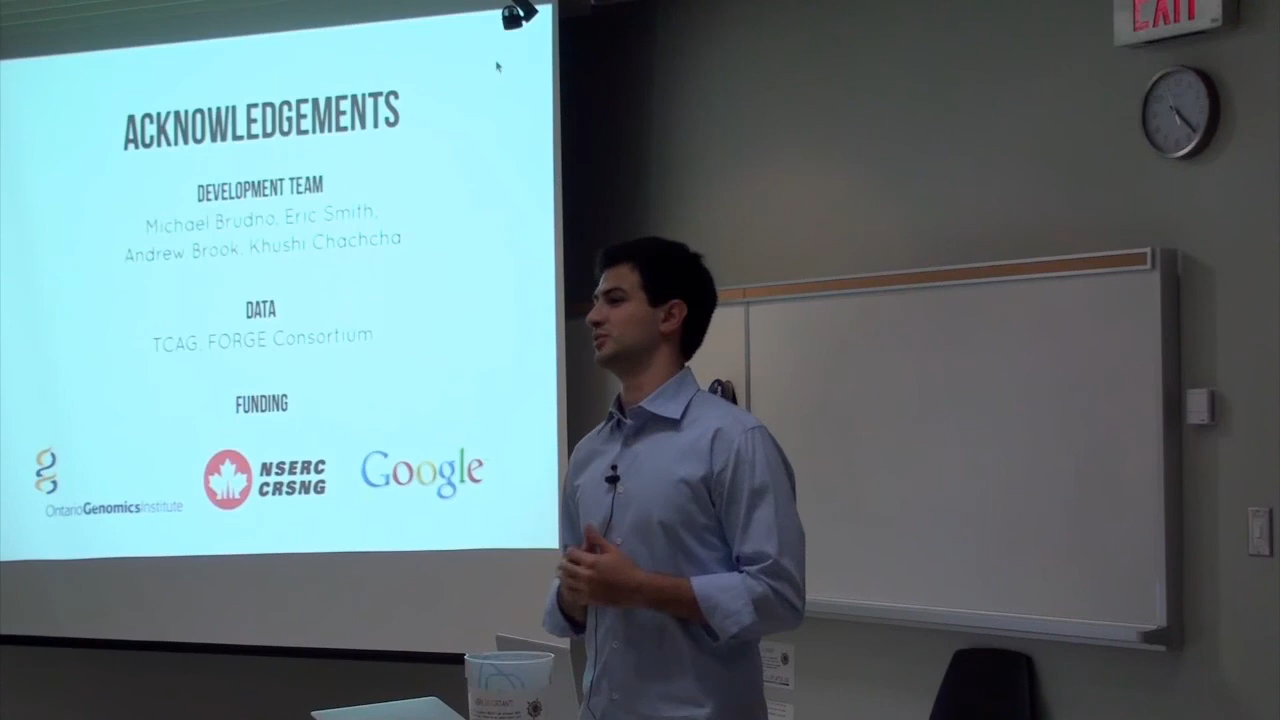 EXIT
ACKNOWLEDGEMENTS
DEVELOPMENT TEAM
Michael Brudno, Eric Smith,
Andrew Brook, Khushi Chachcha
DATA
TCAG, FORGE Consortium
FUNDING
OntarioGenomicsInstitute
NSERC
CRSNG
Google